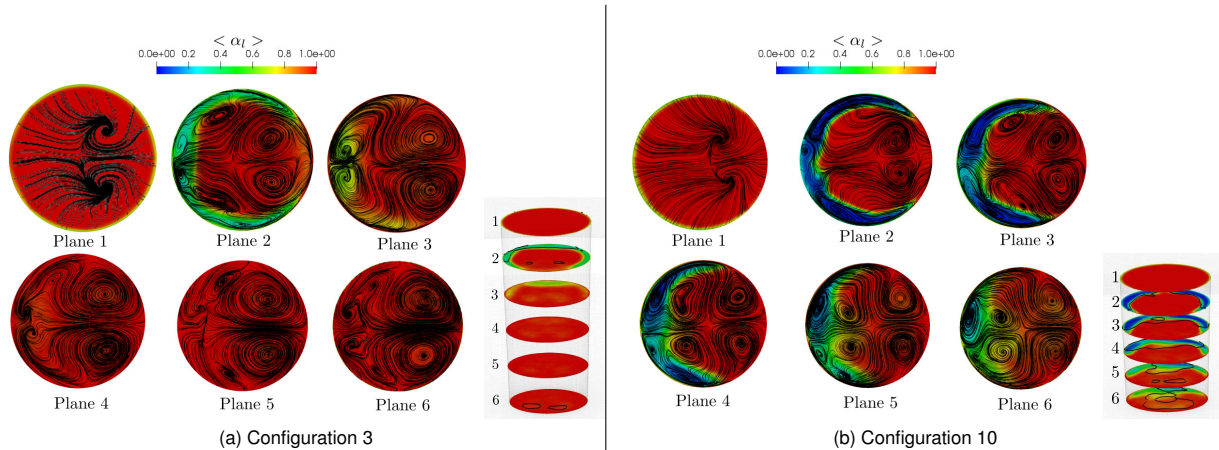 < α_l >
0.0e+00 0.2 0.4 0.6 0.8 1.0e+00
Plane 1
Plane 2
Plane 3
Plane 4
Plane 5
Plane 6
1
2
3
4
5
6
(a) Configuration 3
< α_l >
0.0e+00 0.2 0.4 0.6 0.8 1.0e+00
Plane 1
Plane 2
Plane 3
Plane 4
Plane 5
Plane 6
1
2
3
4
5
6
(b) Configuration 10